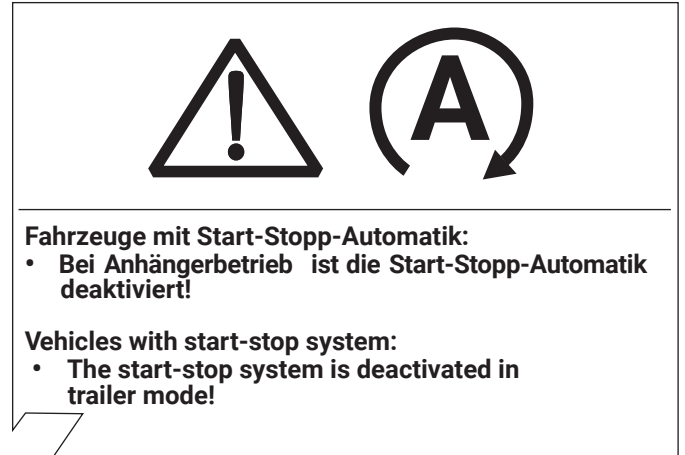 A
Fahrzeuge mit Start-Stopp-Automatik:
• Bei Anhängerbetrieb ist die Start-Stopp-Automatik
deaktiviert!
Vehicles with start-stop system:
• The start-stop system is deactivated in
trailer mode!